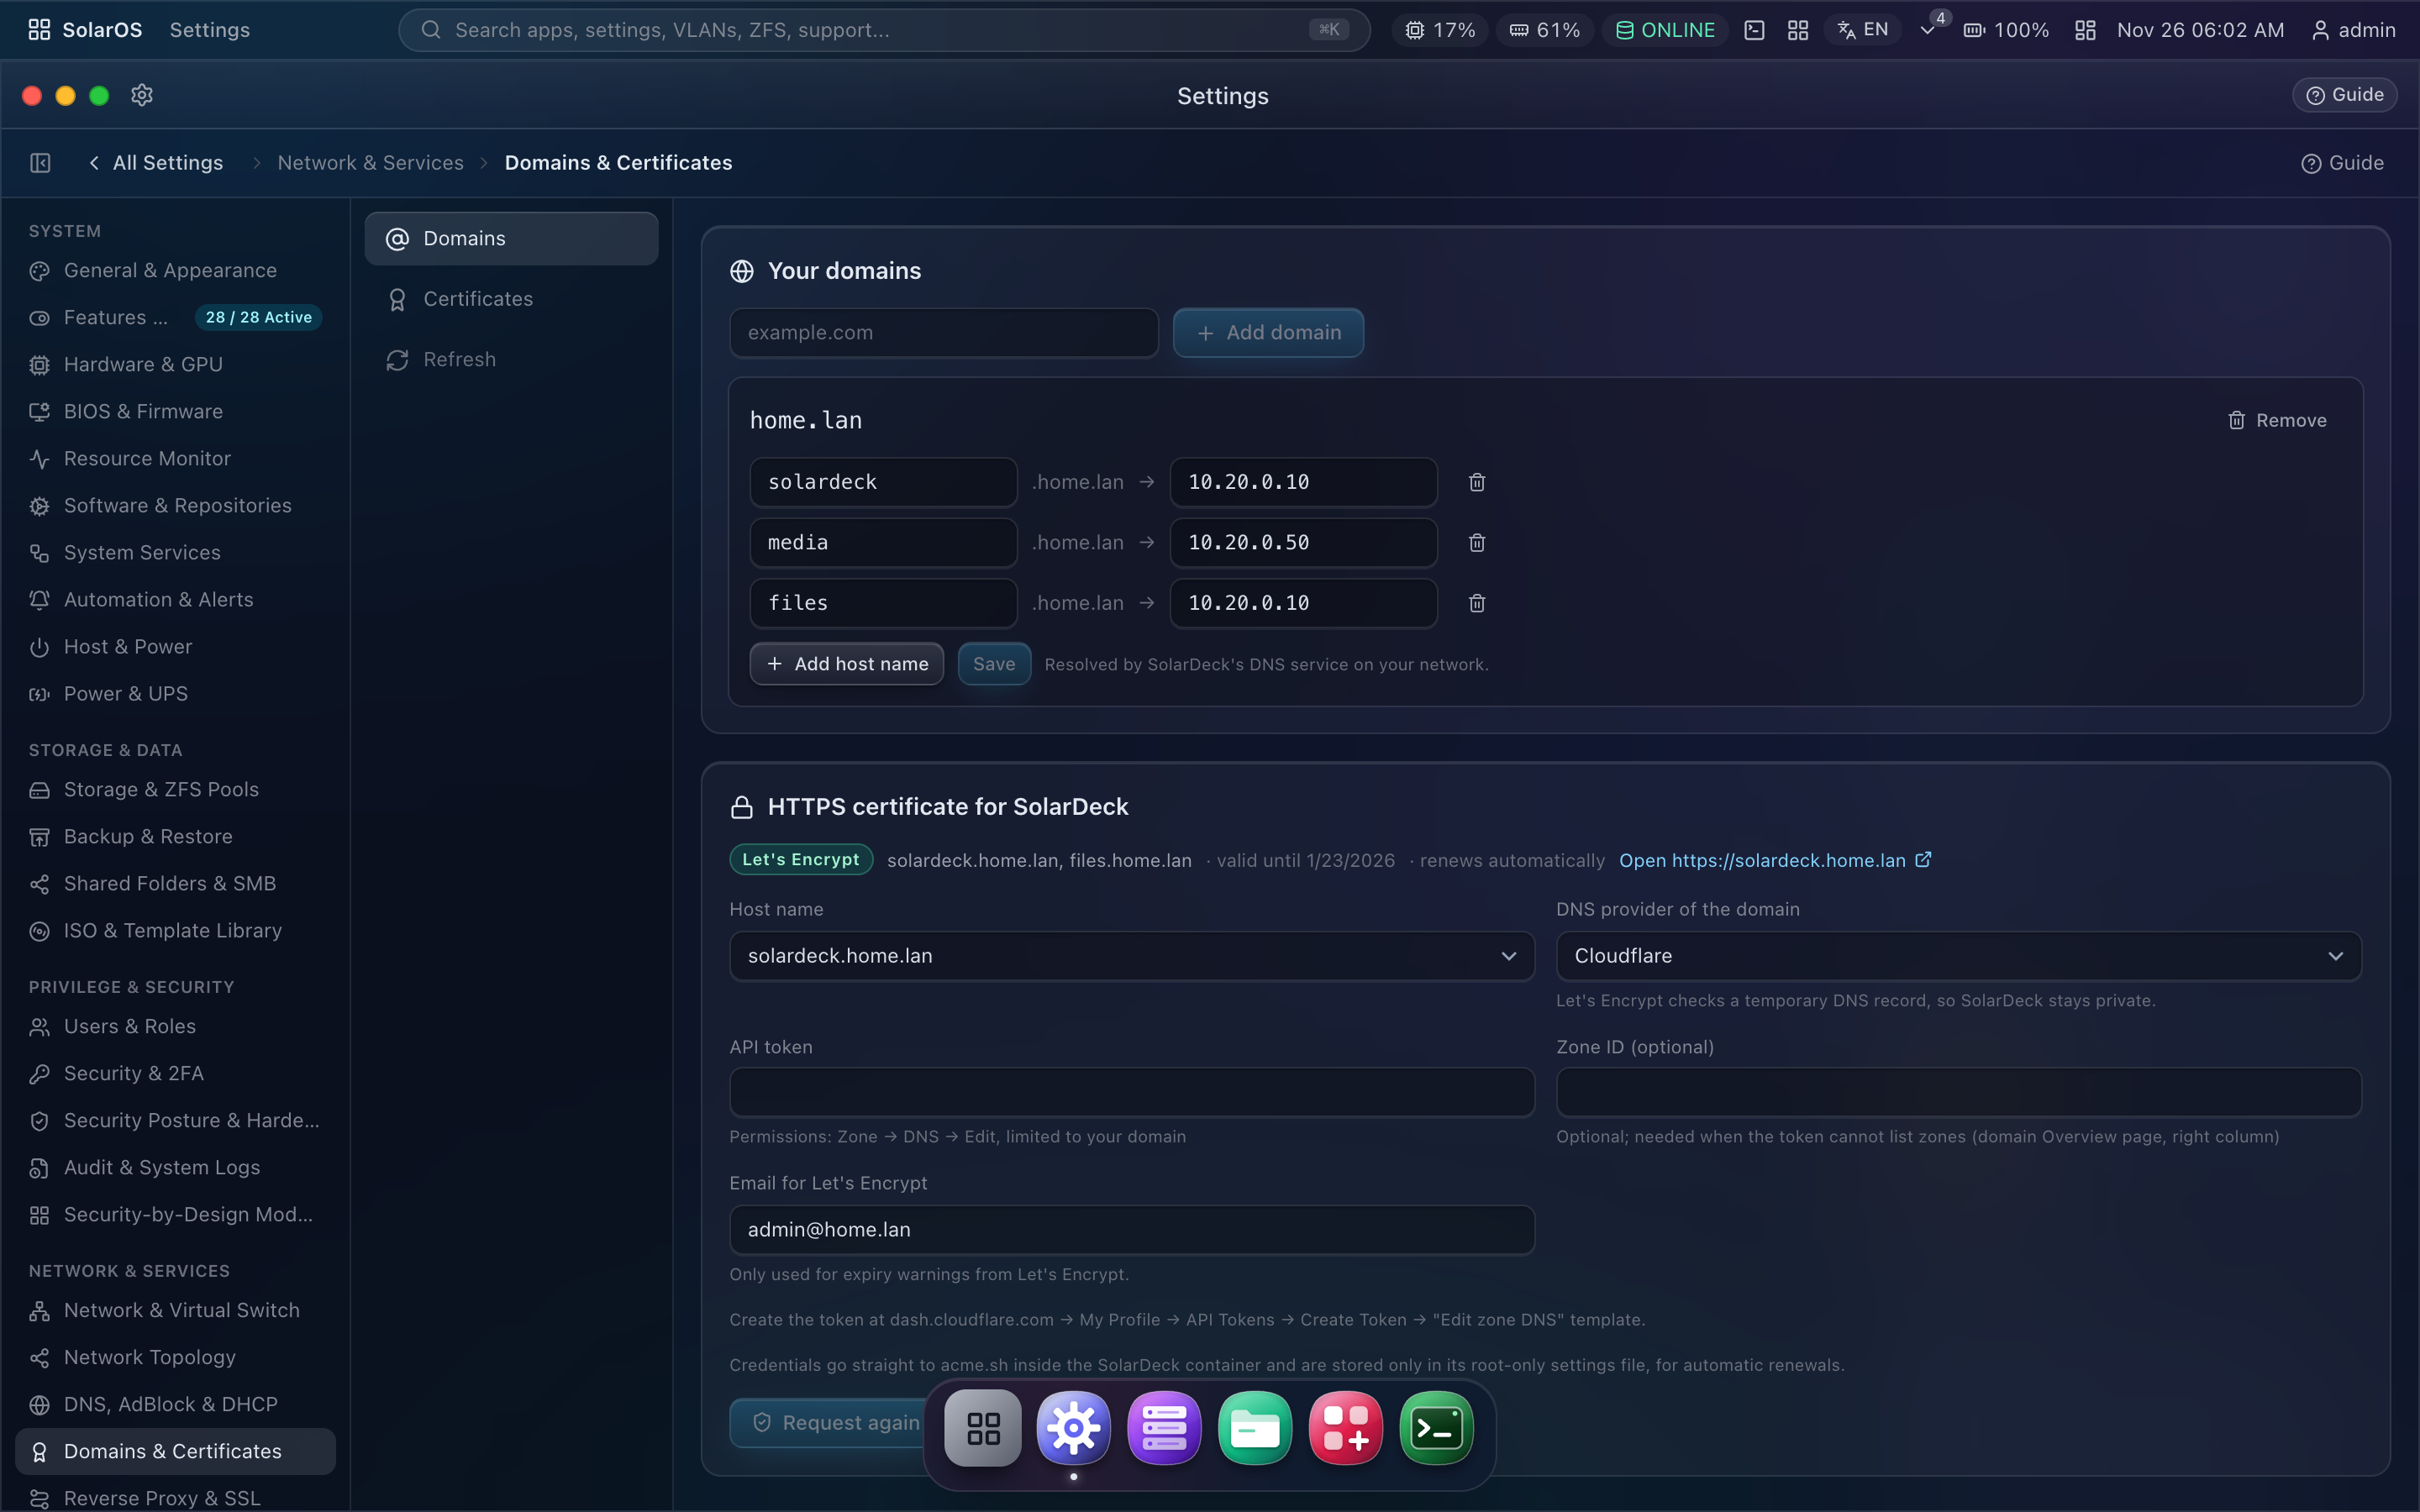 SolarOS Settings Search apps, settings, VLANs, ZFS, support... ⌘K 17% 61% ONLINE EN 4 100% Nov 26 06:02 AM admin
Settings Guide
All Settings > Network & Services > Domains & Certificates Guide
SYSTEM
General & Appearance
Features ... 28 / 28 Active
Hardware & GPU
BIOS & Firmware
Resource Monitor
Software & Repositories
System Services
Automation & Alerts
Host & Power
Power & UPS
STORAGE & DATA
Storage & ZFS Pools
Backup & Restore
Shared Folders & SMB
ISO & Template Library
PRIVILEGE & SECURITY
Users & Roles
Security & 2FA
Security Posture & Harde...
Audit & System Logs
Security-by-Design Mod...
NETWORK & SERVICES
Network & Virtual Switch
Network Topology
DNS, AdBlock & DHCP
Domains & Certificates
Reverse Proxy & SSL
Domains
Certificates
Refresh
Your domains
example.com + Add domain
home.lan Remove
solardeck .home.lan → 10.20.0.10
media .home.lan → 10.20.0.50
files .home.lan → 10.20.0.10
+ Add host name Save Resolved by SolarDeck's DNS service on your network.
HTTPS certificate for SolarDeck
Let's Encrypt solardeck.home.lan, files.home.lan · valid until 1/23/2026 · renews automatically Open https://solardeck.home.lan
Host name DNS provider of the domain
solardeck.home.lan Cloudflare
Let's Encrypt checks a temporary DNS record, so SolarDeck stays private.
API token Zone ID (optional)
Permissions: Zone → DNS → Edit, limited to your domain Optional; needed when the token cannot list zones (domain Overview page, right column)
Email for Let's Encrypt
admin@home.lan
Only used for expiry warnings from Let's Encrypt.
Create the token at dash.cloudflare.com → My Profile → API Tokens → Create Token → "Edit zone DNS" template.
Credentials go straight to acme.sh inside the SolarDeck container and are stored only in its root-only settings file, for automatic renewals.
Request again